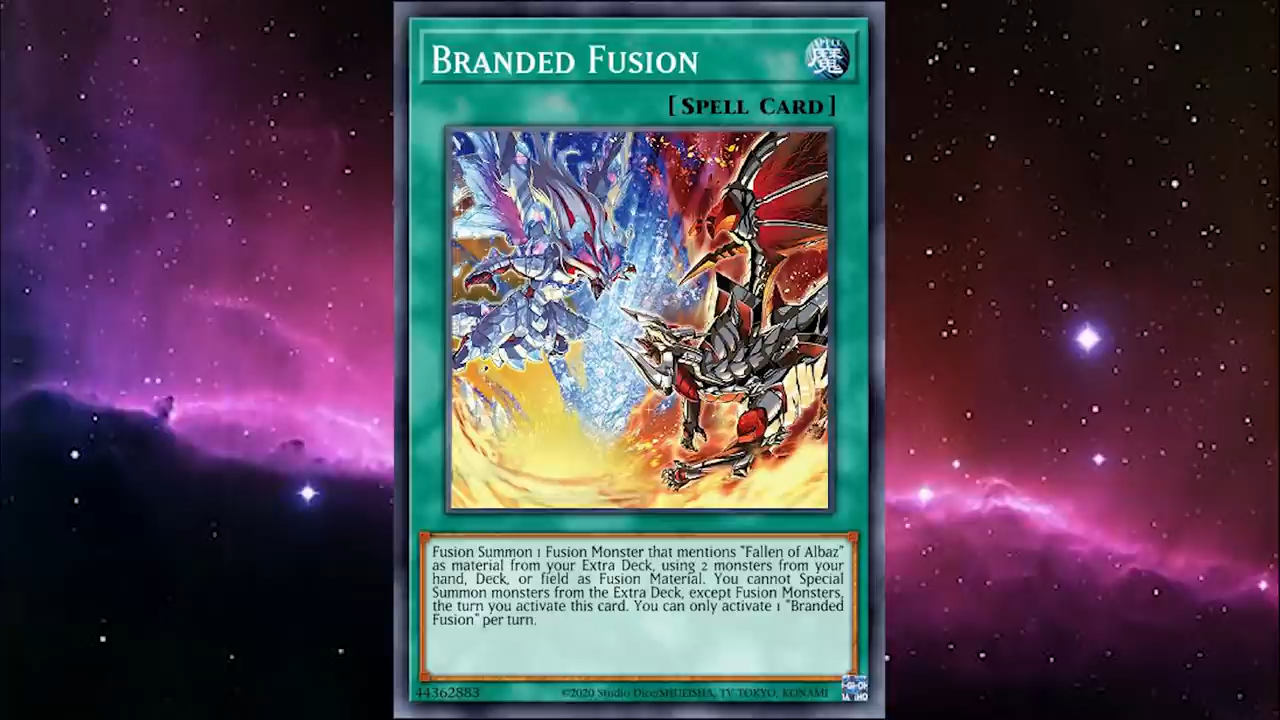 Branded Fusion
魔
[Spell Card]
Fusion Summon 1 Fusion Monster that mentions "Fallen of Albaz"
as material from your Extra Deck, using 2 monsters from your
hand, Deck, or field as Fusion Material. You cannot Special
Summon monsters from the Extra Deck, except Fusion Monsters,
the turn you activate this card. You can only activate 1 "Branded
Fusion" per turn.
44362883
©2020 Studio Dice/SHUEISHA, TV TOKYO, KONAMI